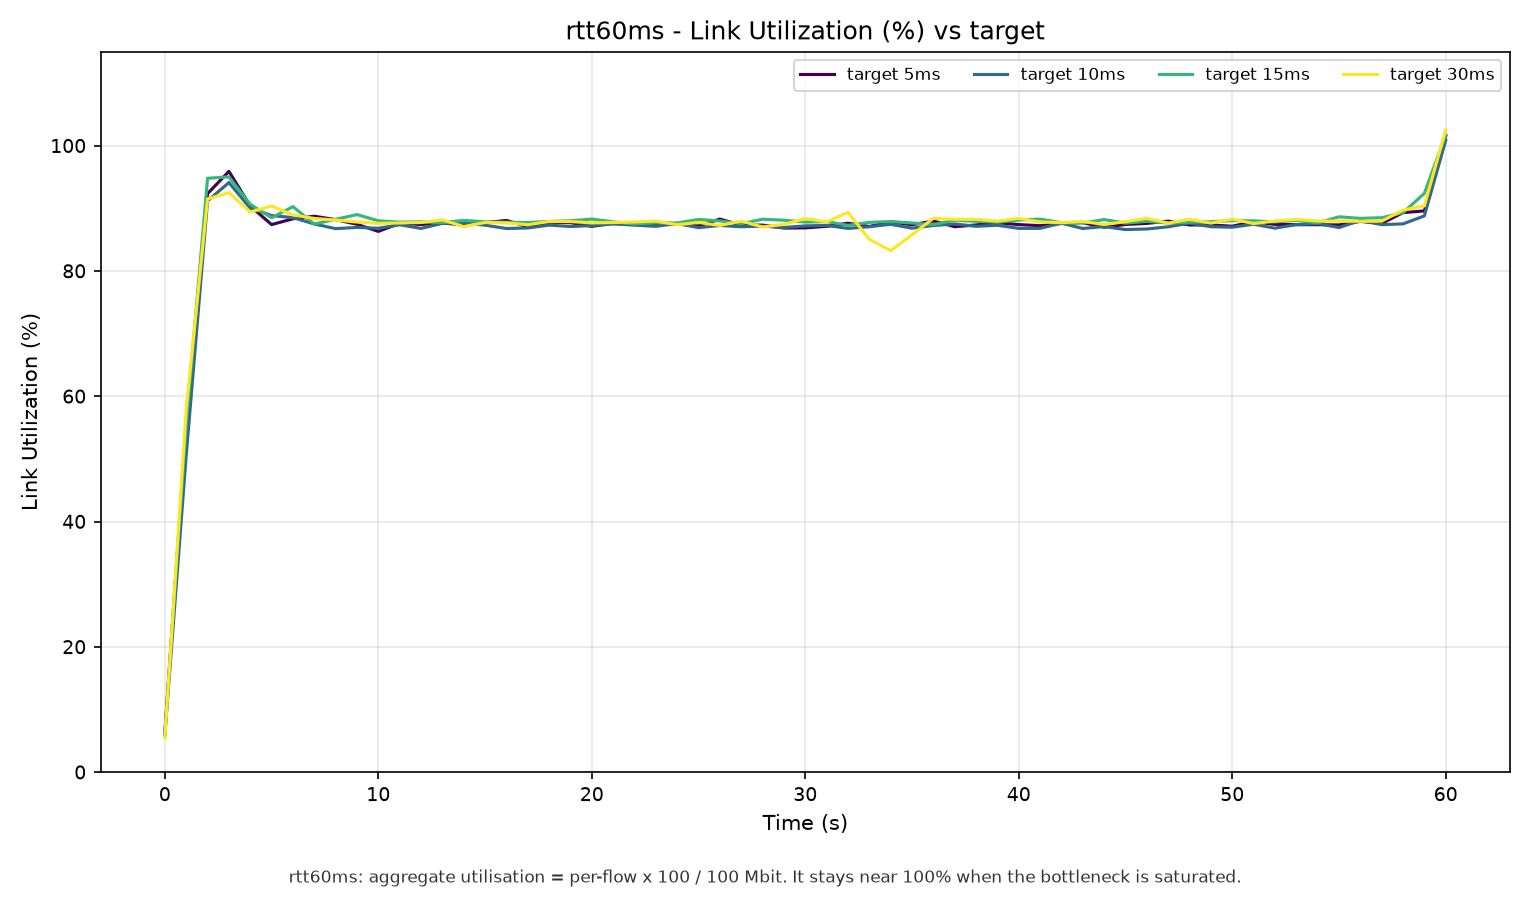 rtt60ms - Link Utilization (%) vs target
target 5ms target 10ms target 15ms target 30ms
Link Utilization (%)
100
80
60
40
20
0
0 10 20 30 40 50 60
Time (s)
rtt60ms: aggregate utilisation = per-flow x 100 / 100 Mbit. It stays near 100% when the bottleneck is saturated.